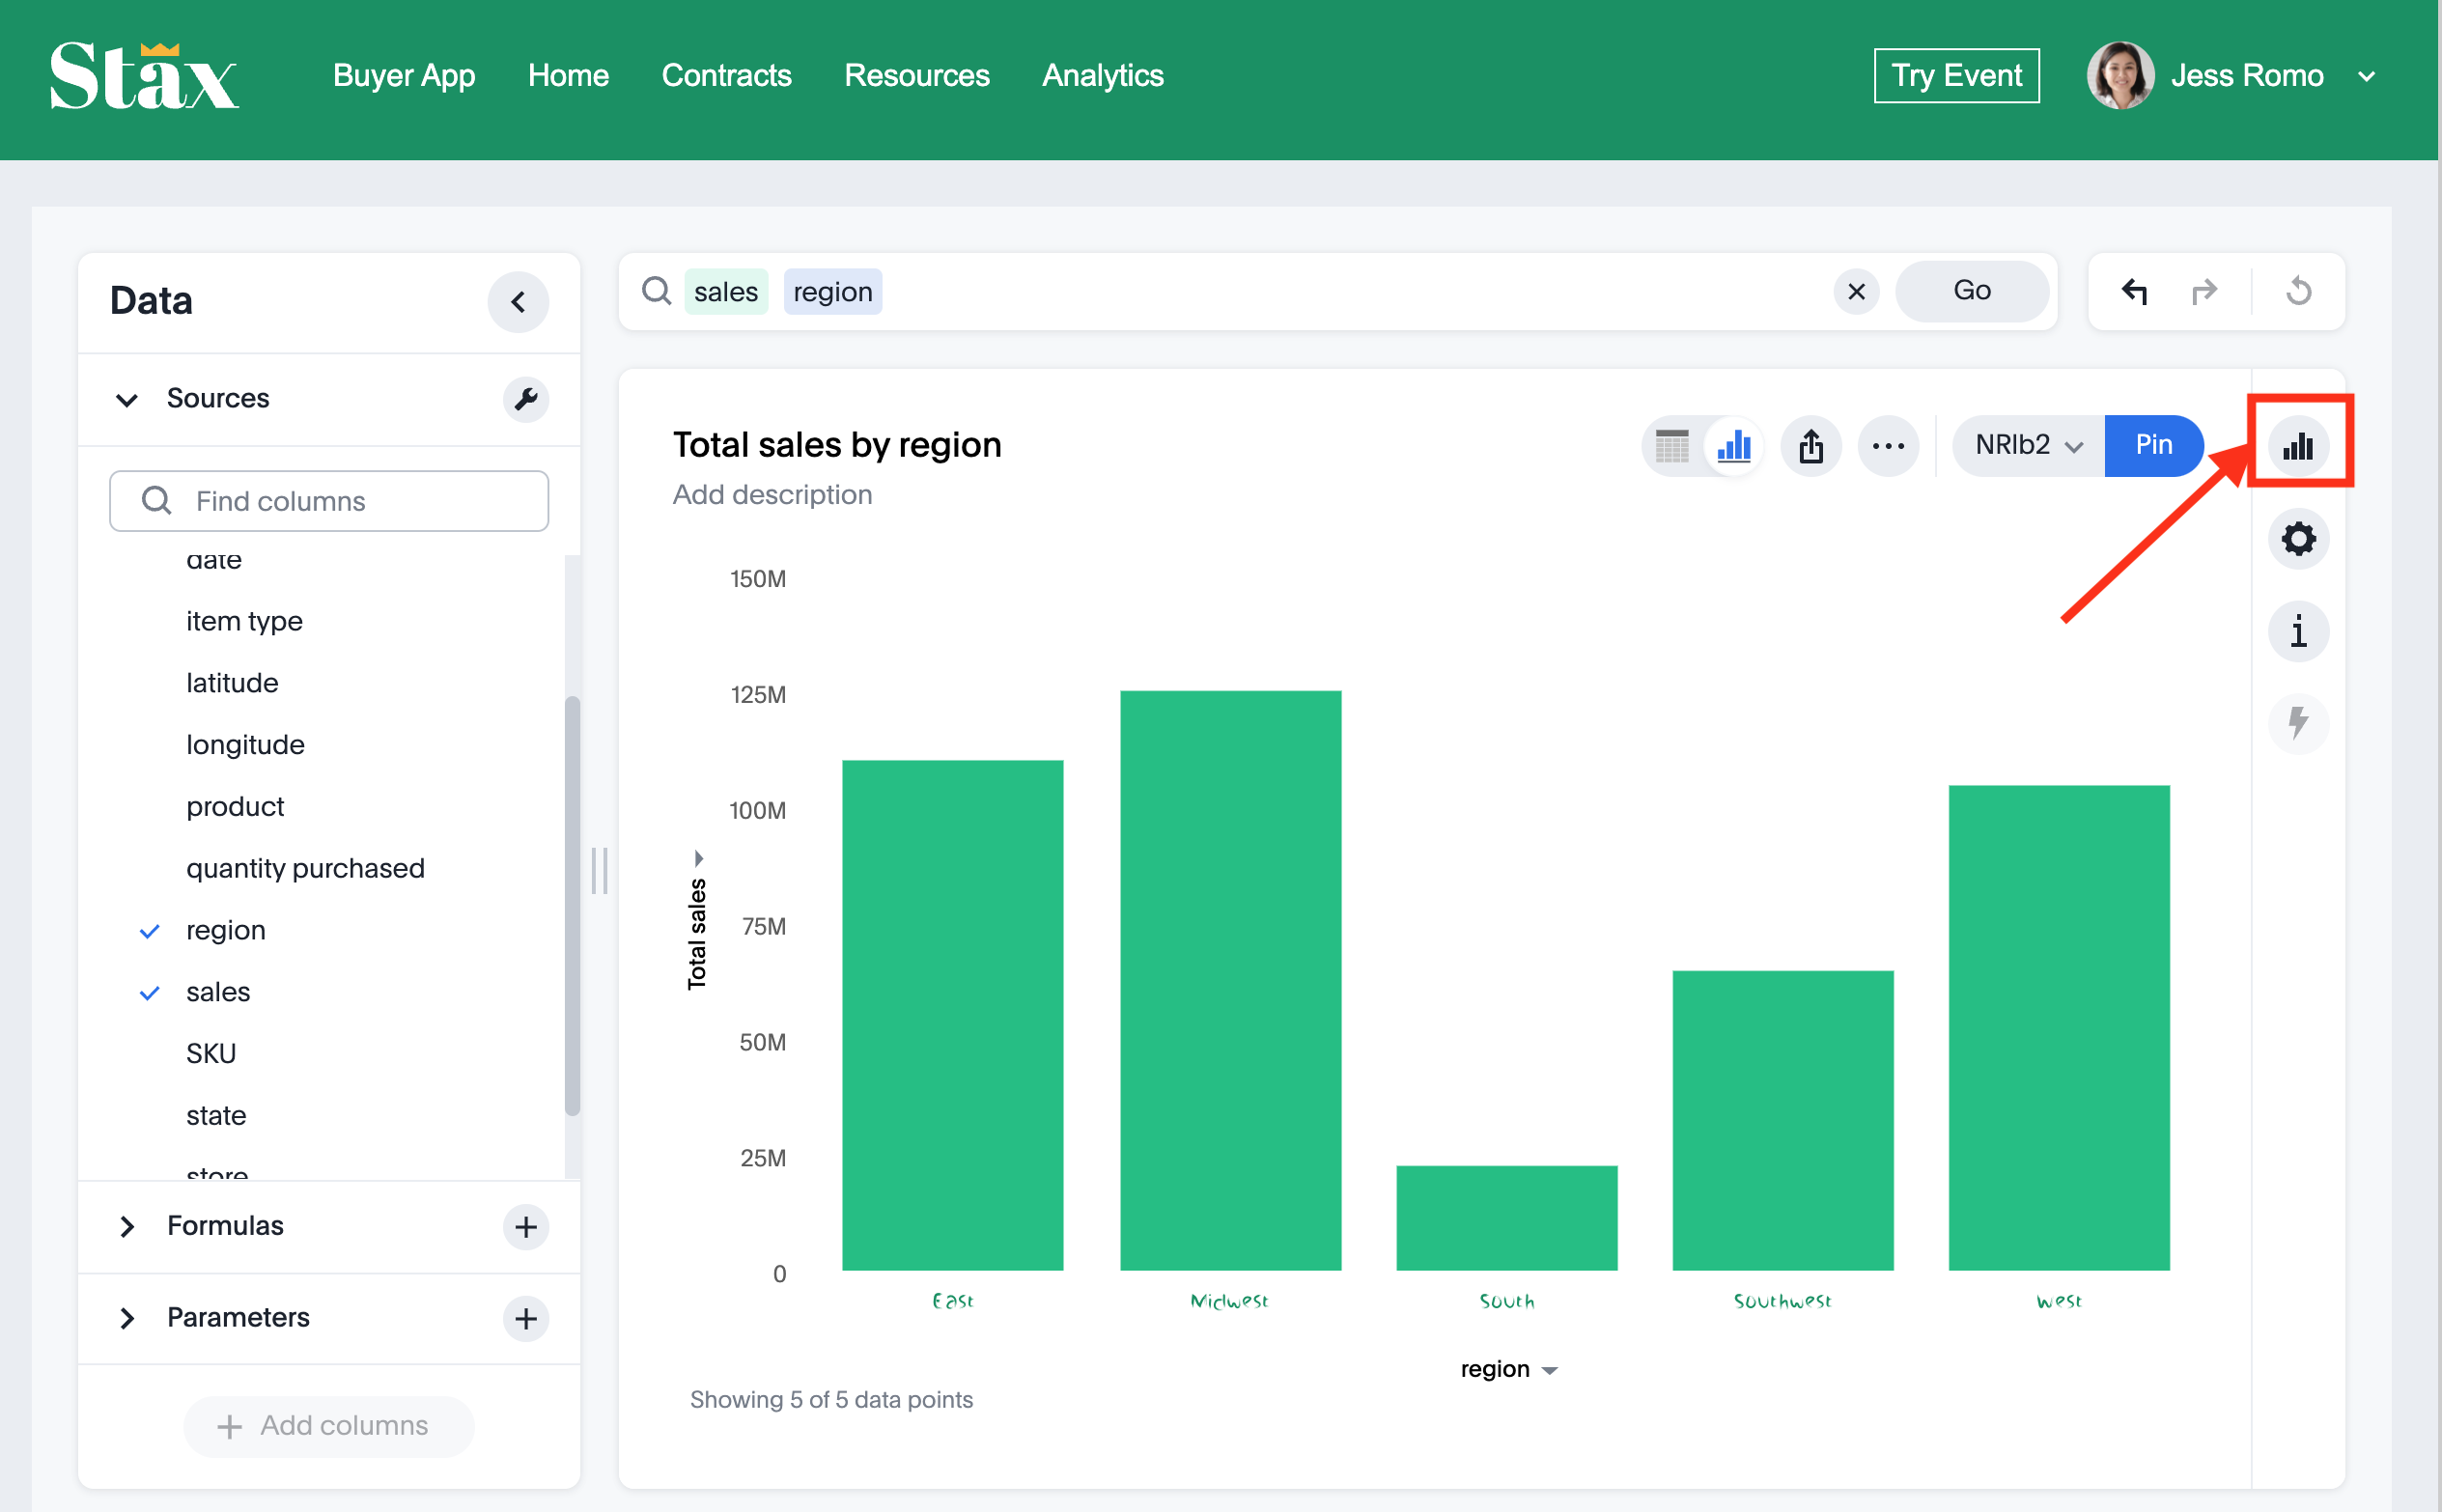 Stax Buyer App Home Contracts Resources Analytics Try Event Jess Romo
Data
Sources
Find columns
date
item type
latitude
longitude
product
quantity purchased
region
sales
SKU
state
store
Formulas
Parameters
Add columns
sales region Go
Total sales by region
Add description
NRIb2 Pin
150M
125M
100M
75M
50M
25M
0
Total sales
East Midwest South Southwest West
region
Showing 5 of 5 data points